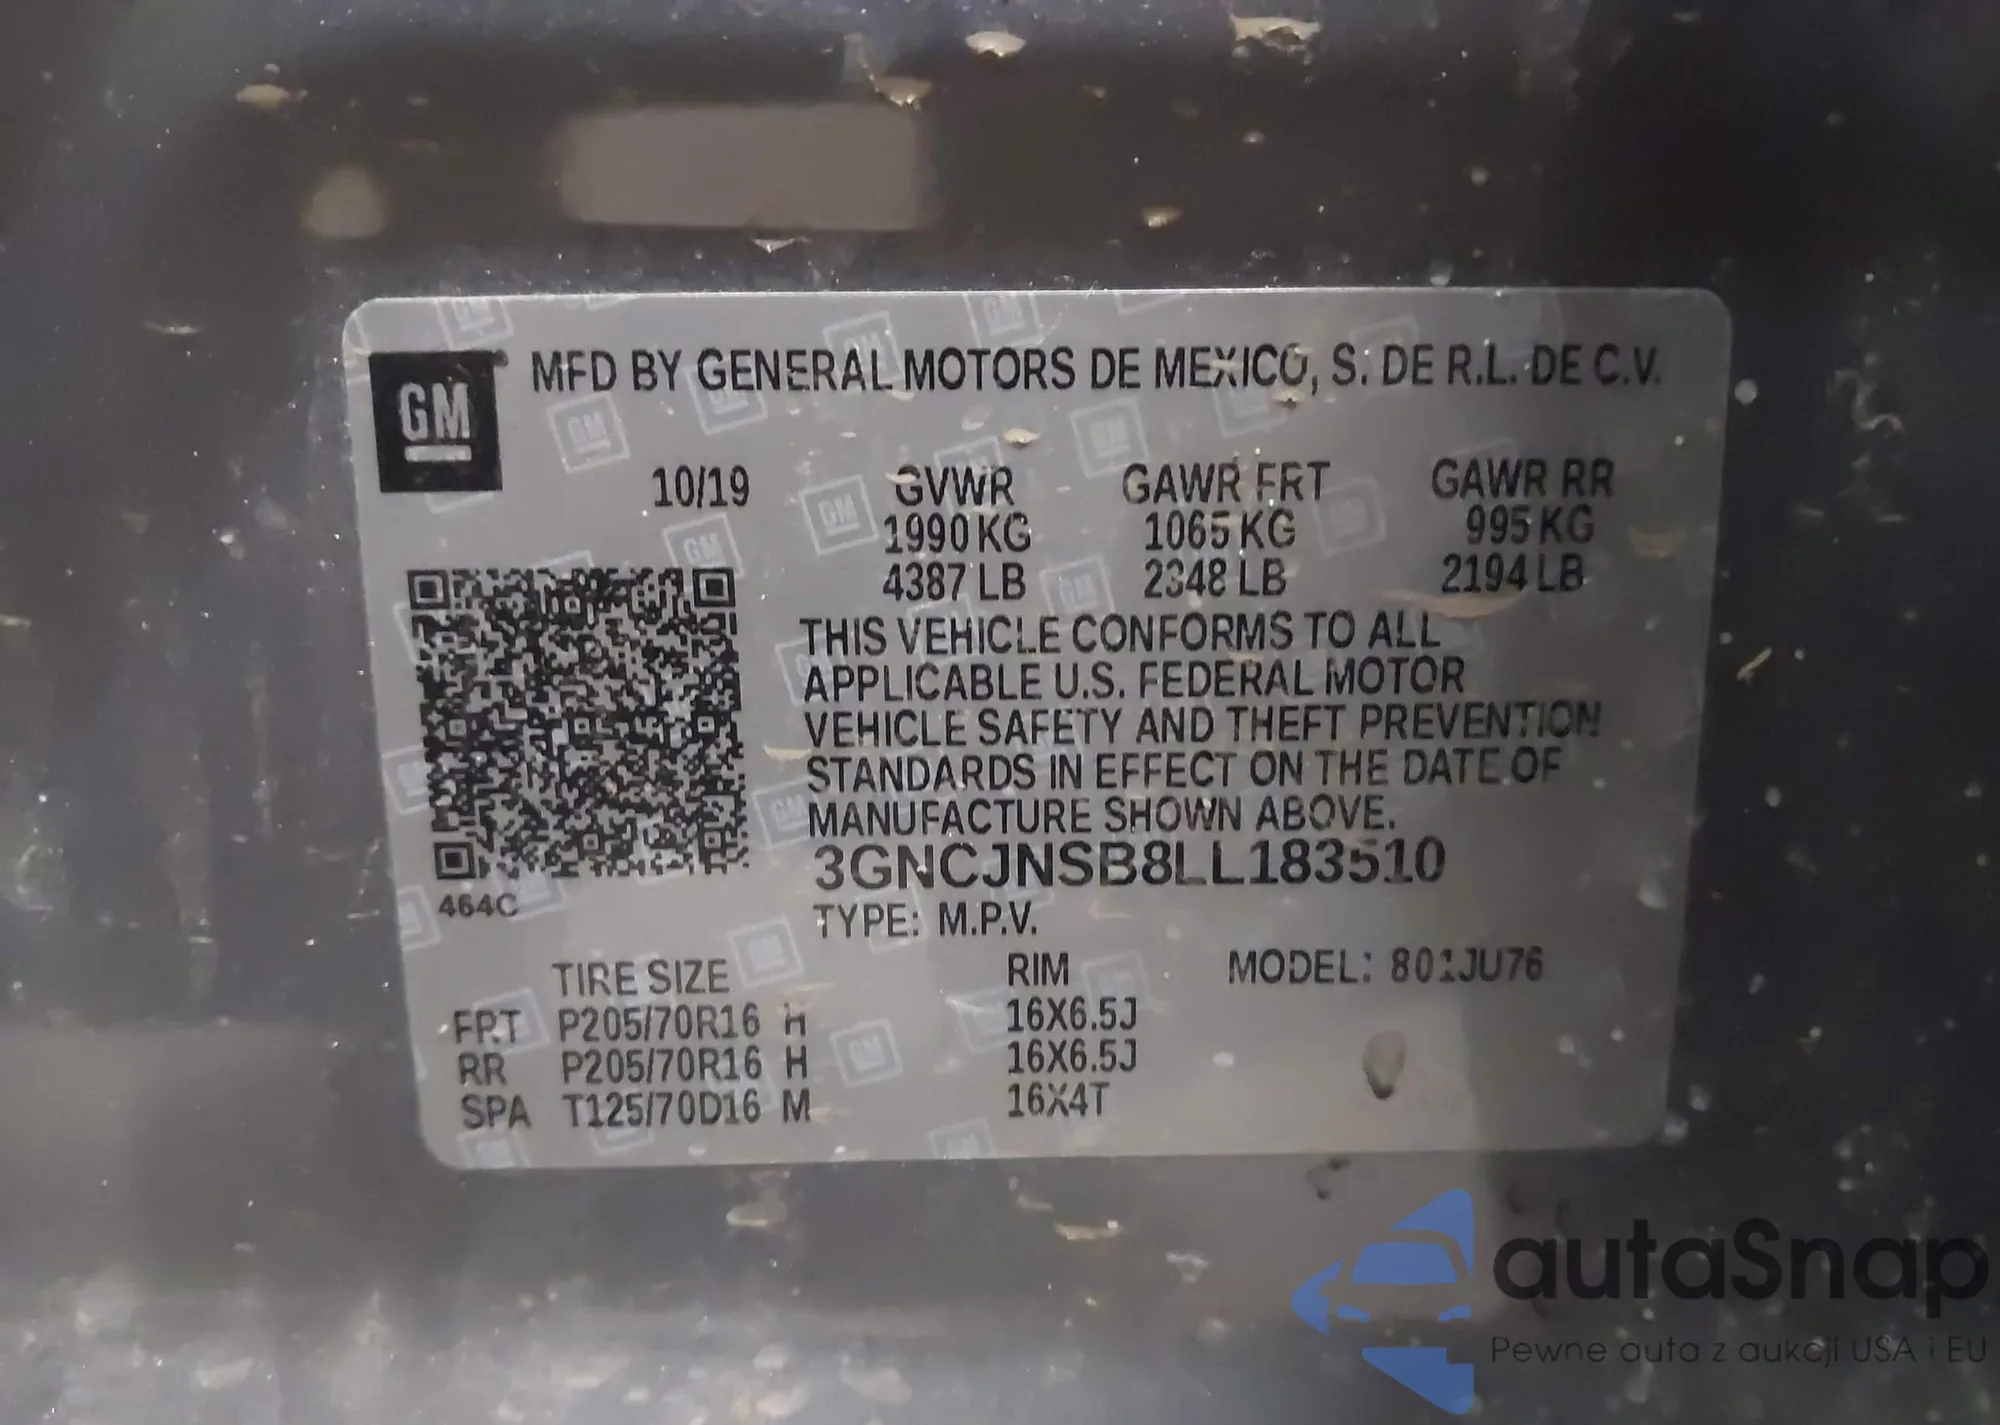 GM
MFD BY GENERAL MOTORS DE MEXICO, S. DE R.L. DE C.V.
10/19 GVWR GAWR FRT GAWR RR
1990 KG 1065 KG 995 KG
4387 LB 2348 LB 2194 LB
THIS VEHICLE CONFORMS TO ALL
APPLICABLE U.S. FEDERAL MOTOR
VEHICLE SAFETY AND THEFT PREVENTION
STANDARDS IN EFFECT ON THE DATE OF
MANUFACTURE SHOWN ABOVE.
3GNCJNSB8LL183510
464C
TYPE: M.P.V.
TIRE SIZE RIM MODEL: 801JU76
FRT P205/70R16 H 16X6.5J
RR P205/70R16 H 16X6.5J
SPA T125/70D16 M 16X4T
autaSnap
Pewne auta z aukcji USA i EU